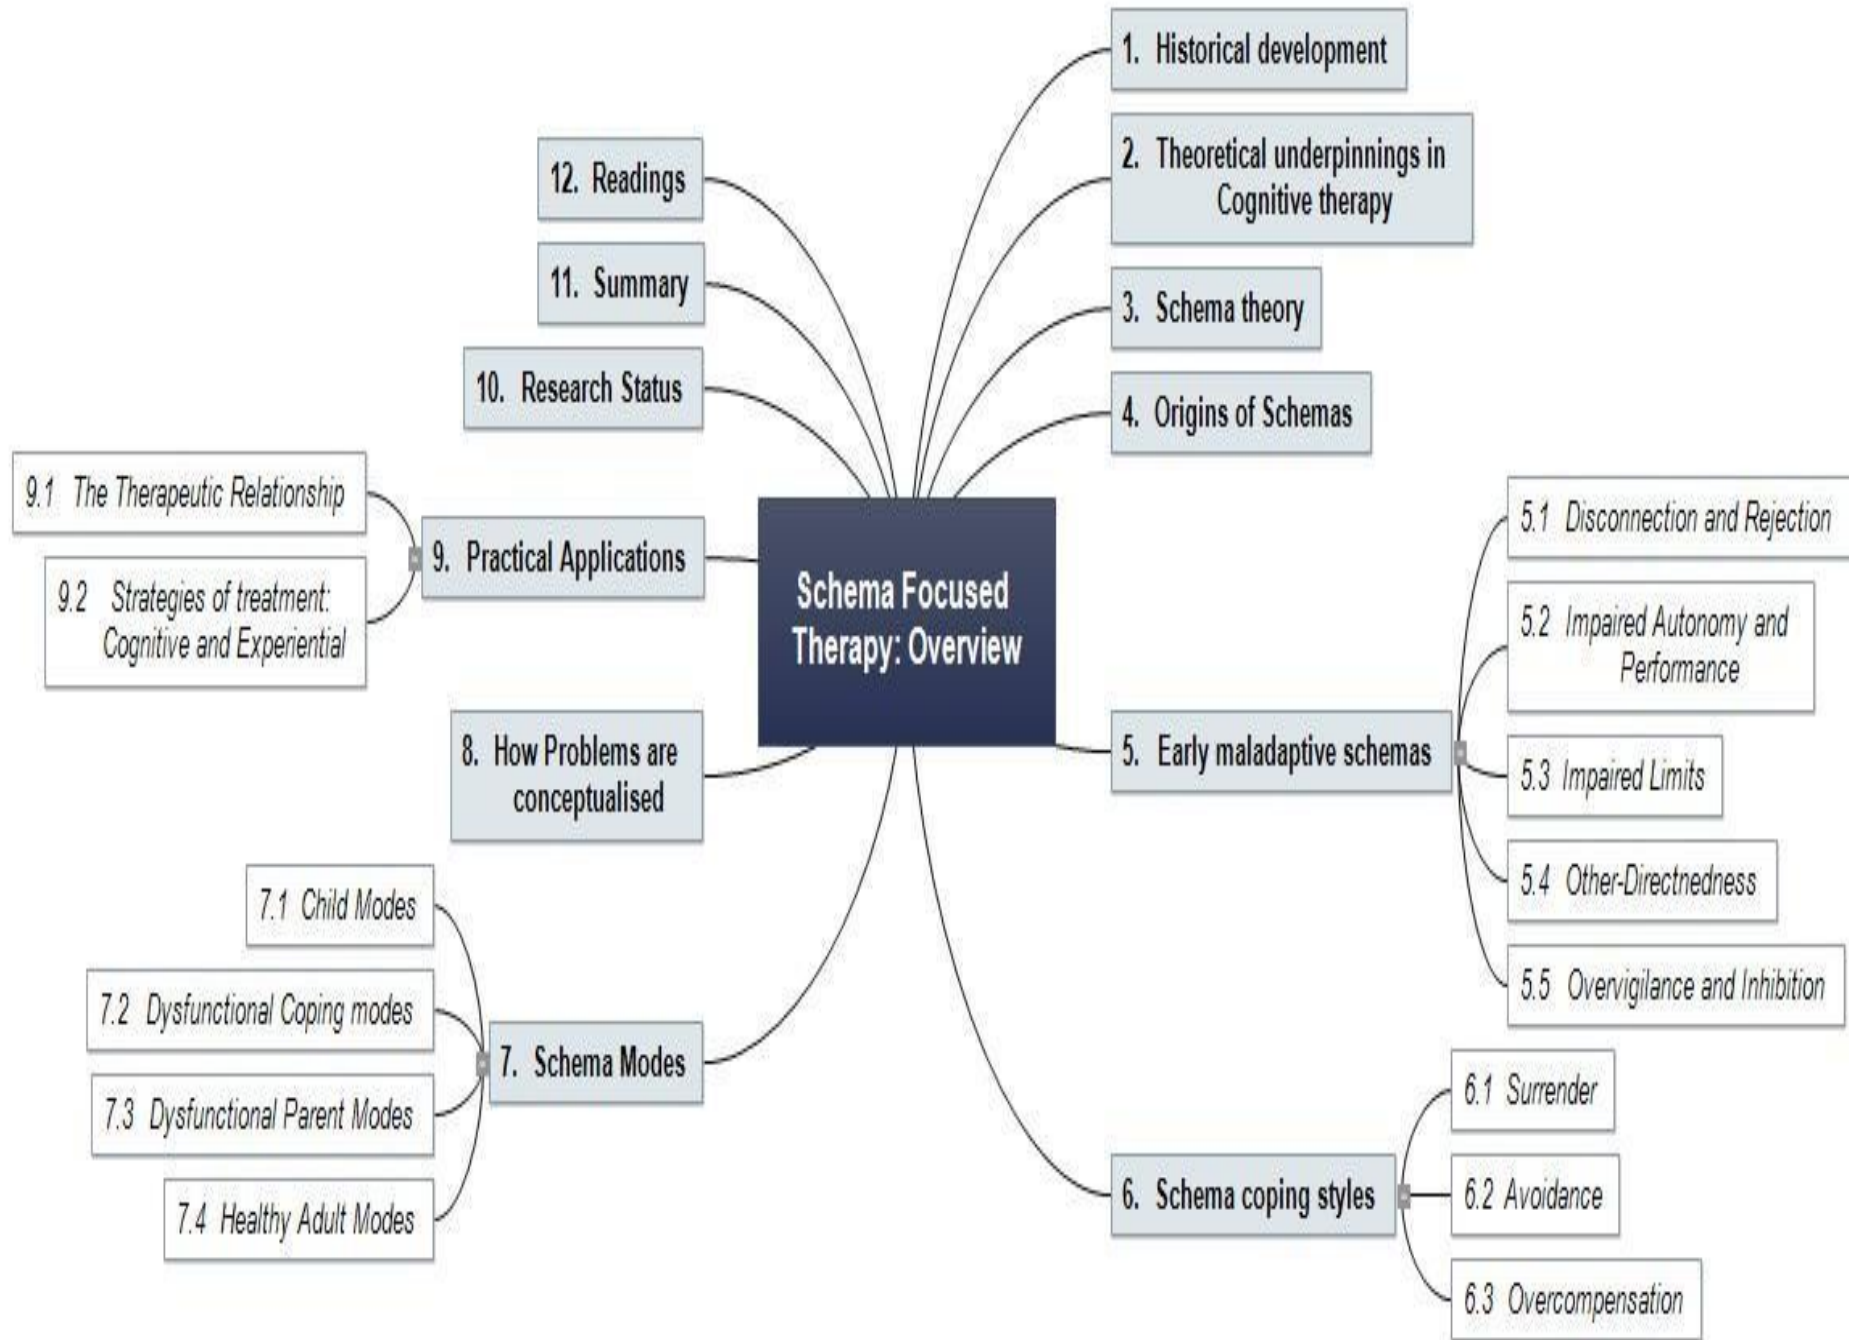 Schema Focused
Therapy: Overview
1. Historical development
2. Theoretical underpinnings in
Cognitive therapy
3. Schema theory
4. Origins of Schemas
5. Early maladaptive schemas
5.1 Disconnection and Rejection
5.2 Impaired Autonomy and
Performance
5.3 Impaired Limits
5.4 Other-Directnedness
5.5 Overvigilance and Inhibition
6. Schema coping styles
6.1 Surrender
6.2 Avoidance
6.3 Overcompensation
7. Schema Modes
7.1 Child Modes
7.2 Dysfunctional Coping modes
7.3 Dysfunctional Parent Modes
7.4 Healthy Adult Modes
8. How Problems are
conceptualised
9. Practical Applications
9.1 The Therapeutic Relationship
9.2 Strategies of treatment:
Cognitive and Experiential
10. Research Status
11. Summary
12. Readings